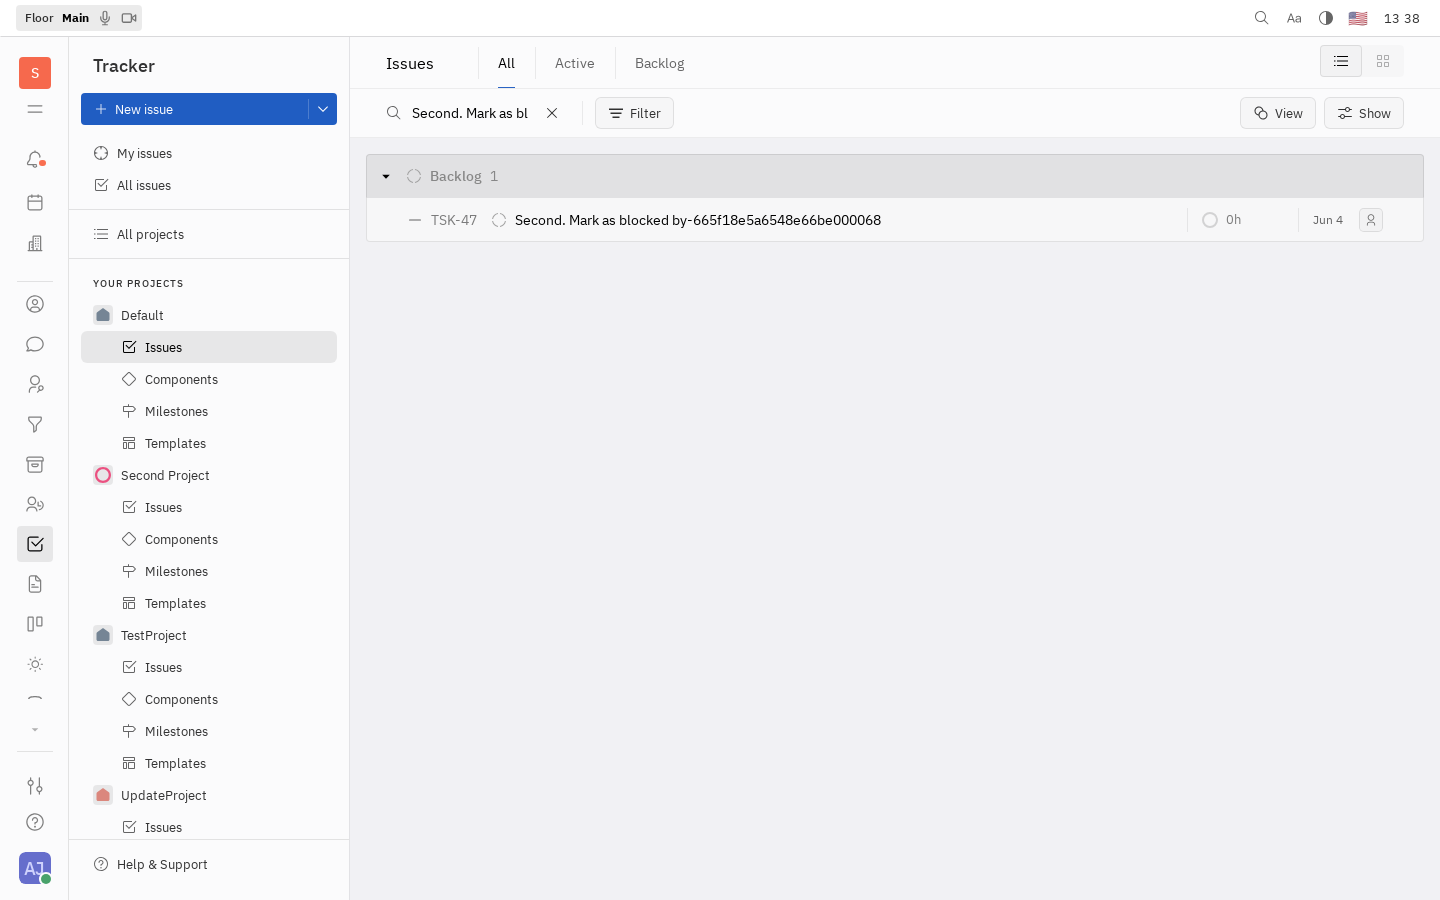 Floor Main
Aa
13 38
S
Tracker
New issue
My issues
All issues
All projects
YOUR PROJECTS
Default
Issues
Components
Milestones
Templates
Second Project
Issues
Components
Milestones
Templates
TestProject
Issues
Components
Milestones
Templates
UpdateProject
Issues
Help & Support
AJ
Issues
All
Active
Backlog
Second. Mark as bl
Filter
View
Show
Backlog 1
TSK-47 Second. Mark as blocked by-665f18e5a6548e66be000068 0h Jun 4